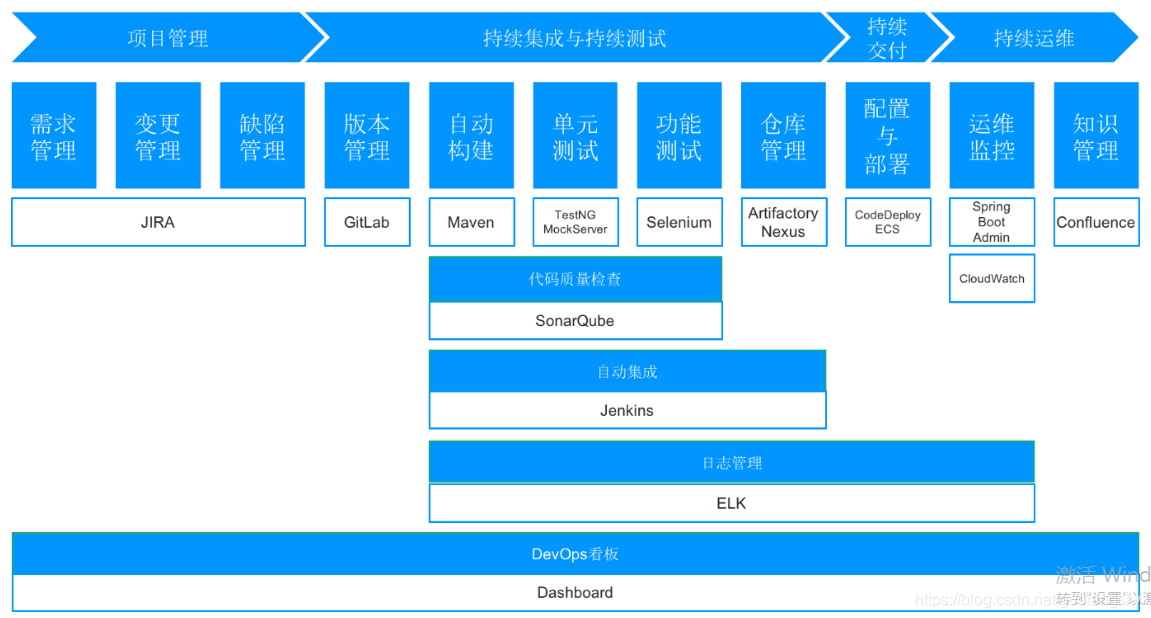 项目管理
持续集成与持续测试
持续
交付
持续运维
需求
管理
变更
管理
缺陷
管理
版本
管理
自动
构建
单元
测试
功能
测试
仓库
管理
配置
与
部署
运维
监控
知识
管理
JIRA
GitLab
Maven
TestNG
MockServer
Selenium
Artifactory
Nexus
CodeDeploy
ECS
Spring
Boot
Admin
Confluence
CloudWatch
代码质量检查
SonarQube
自动集成
Jenkins
日志管理
ELK
DevOps看板
Dashboard
激活 Wind
转到"设置"以激
https://blog.csdn.net